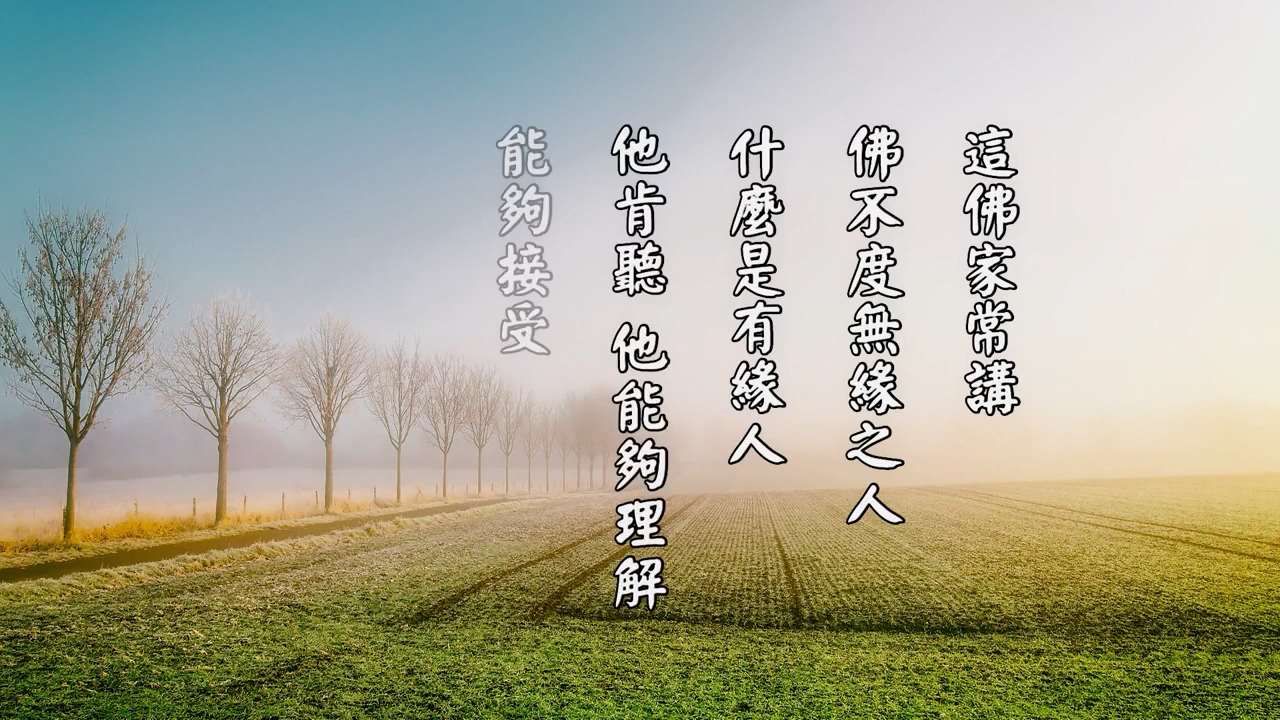 這佛家常講
佛不度無緣之人
什麼是有緣人
他肯聽 他能夠理解
能夠接受